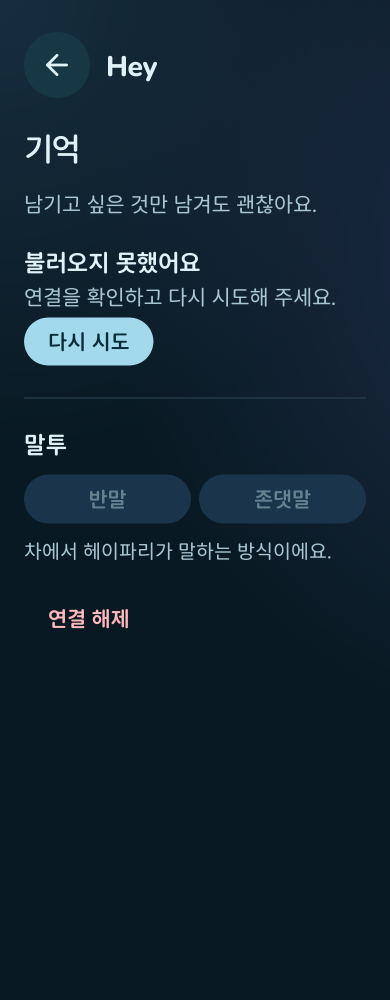 Hey
기억
남기고 싶은 것만 남겨도 괜찮아요.
불러오지 못했어요
연결을 확인하고 다시 시도해 주세요.
다시 시도
말투
반말
존댓말
차에서 헤이파리가 말하는 방식이에요.
연결 해제